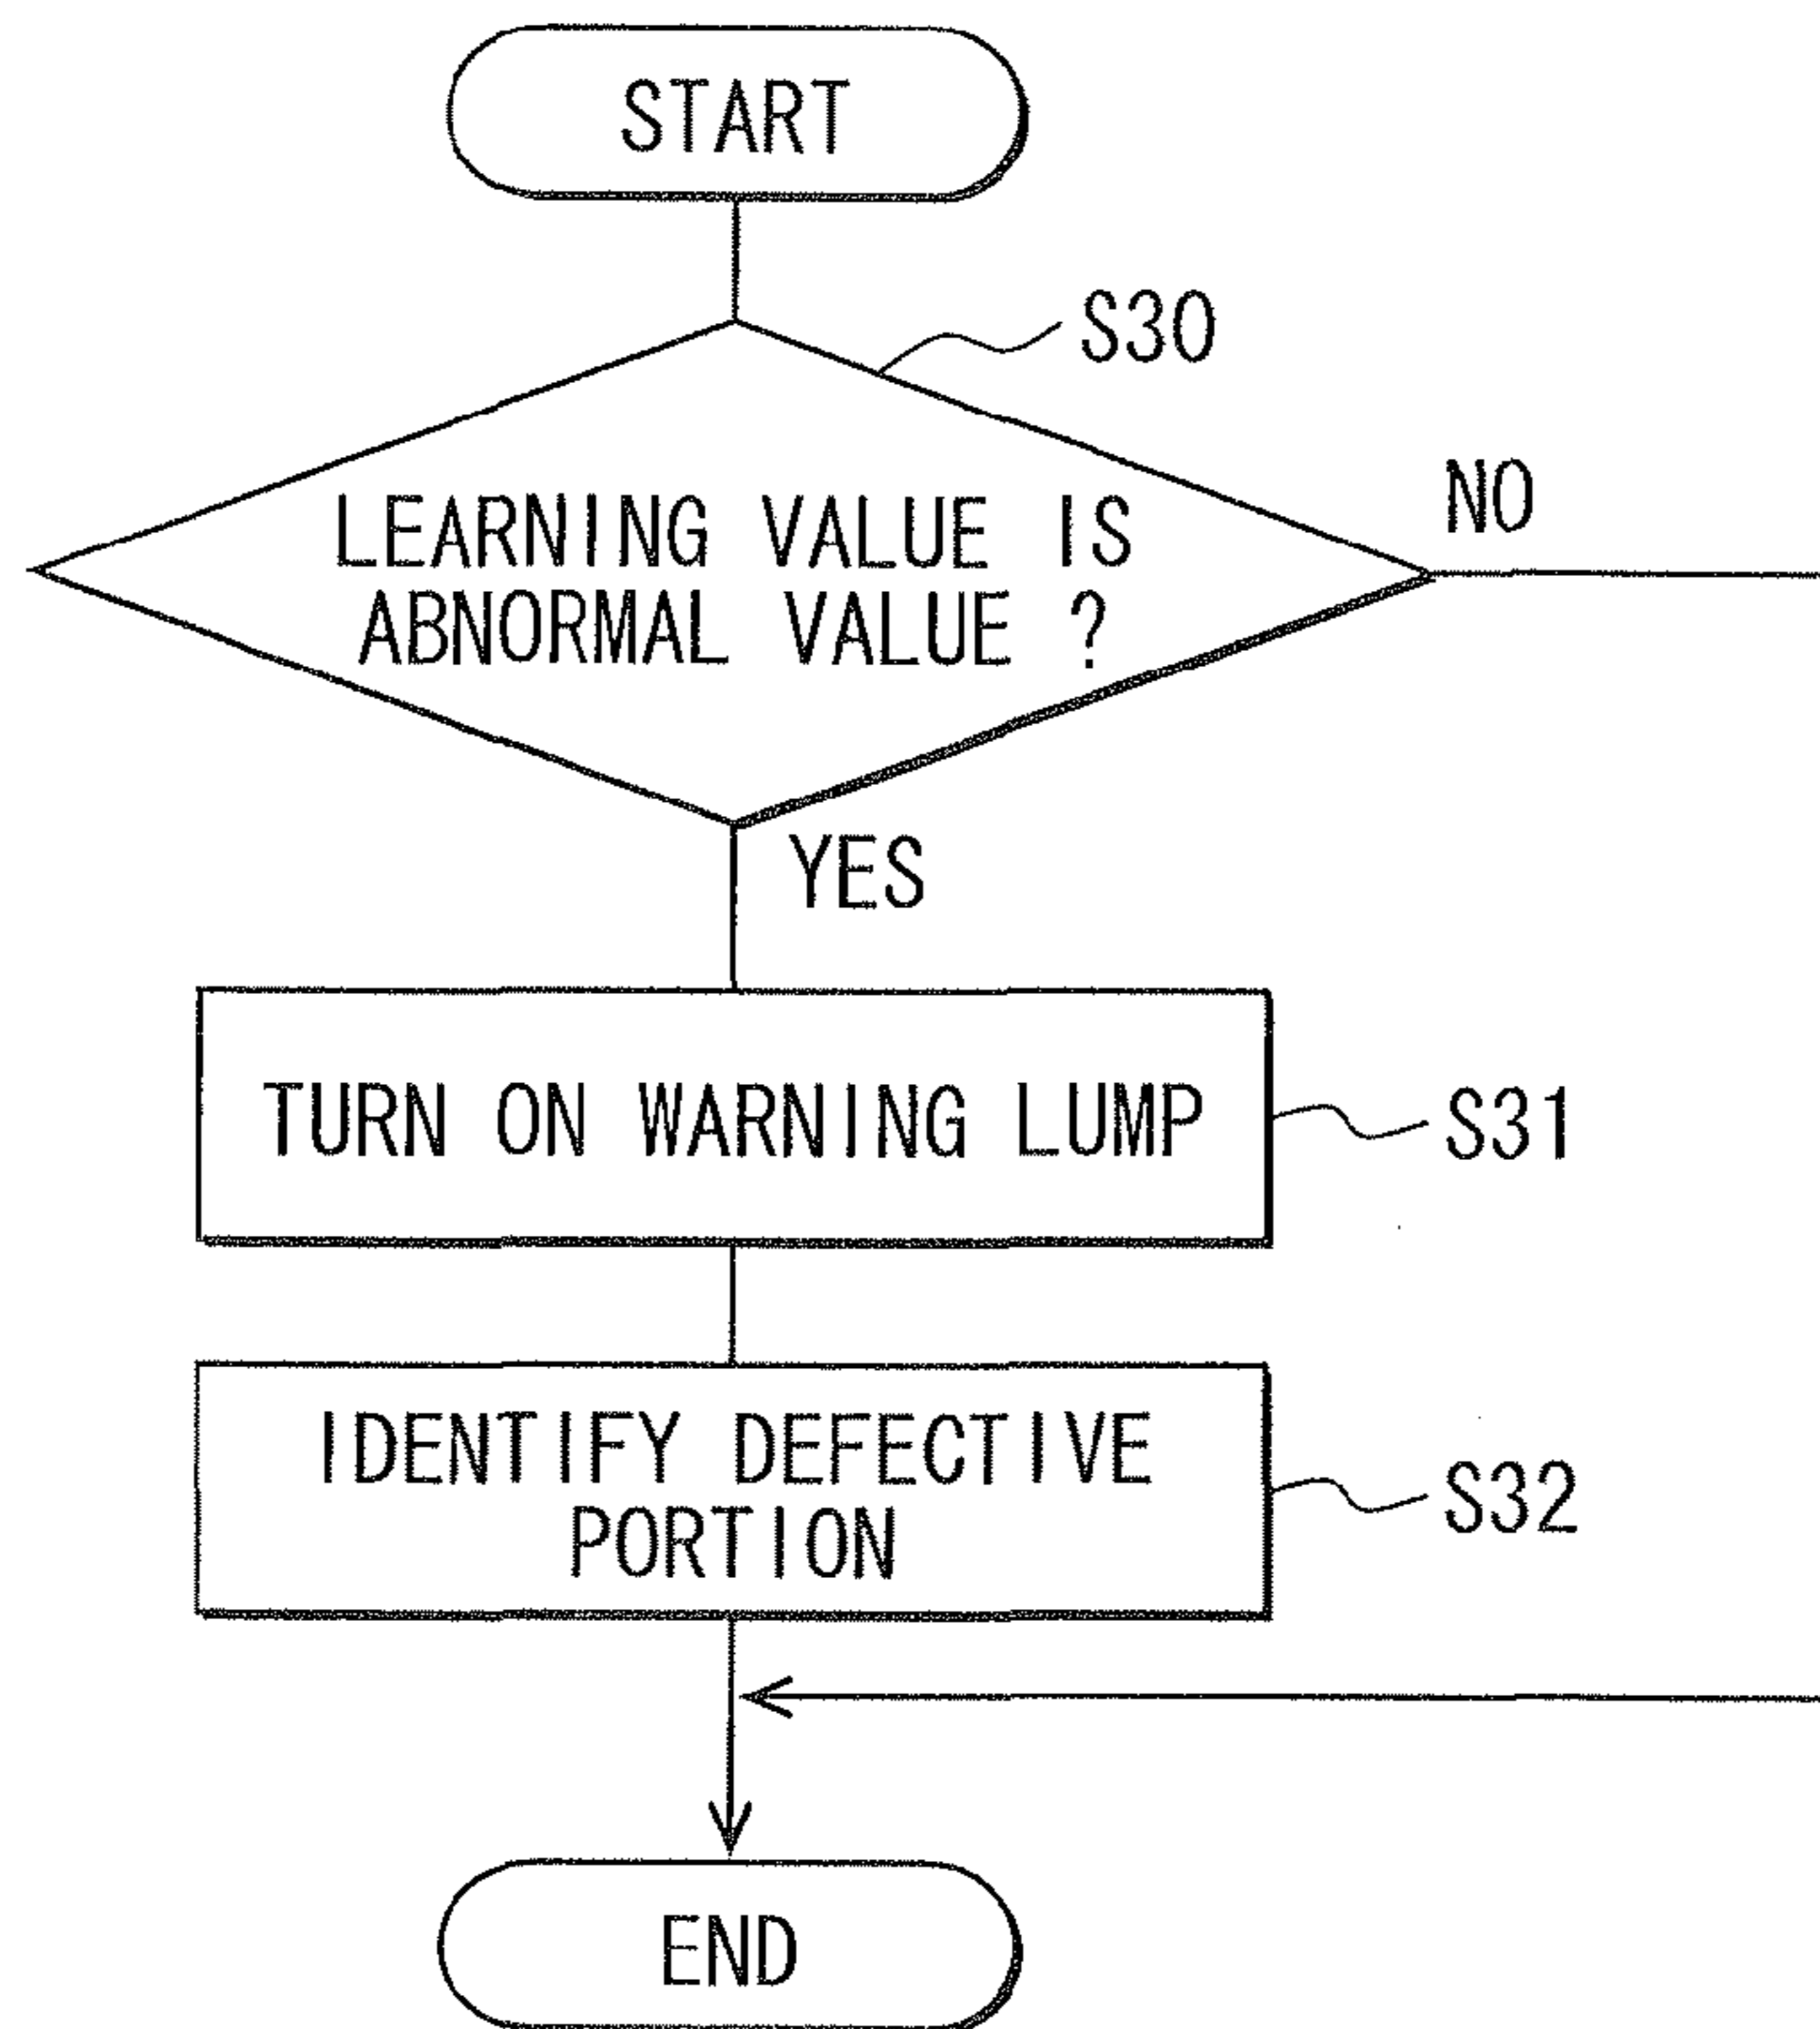 START
S30
LEARNING VALUE IS
ABNORMAL VALUE ?
NO
YES
TURN ON WARNING LUMP
S31
IDENTIFY DEFECTIVE
PORTION
S32
END